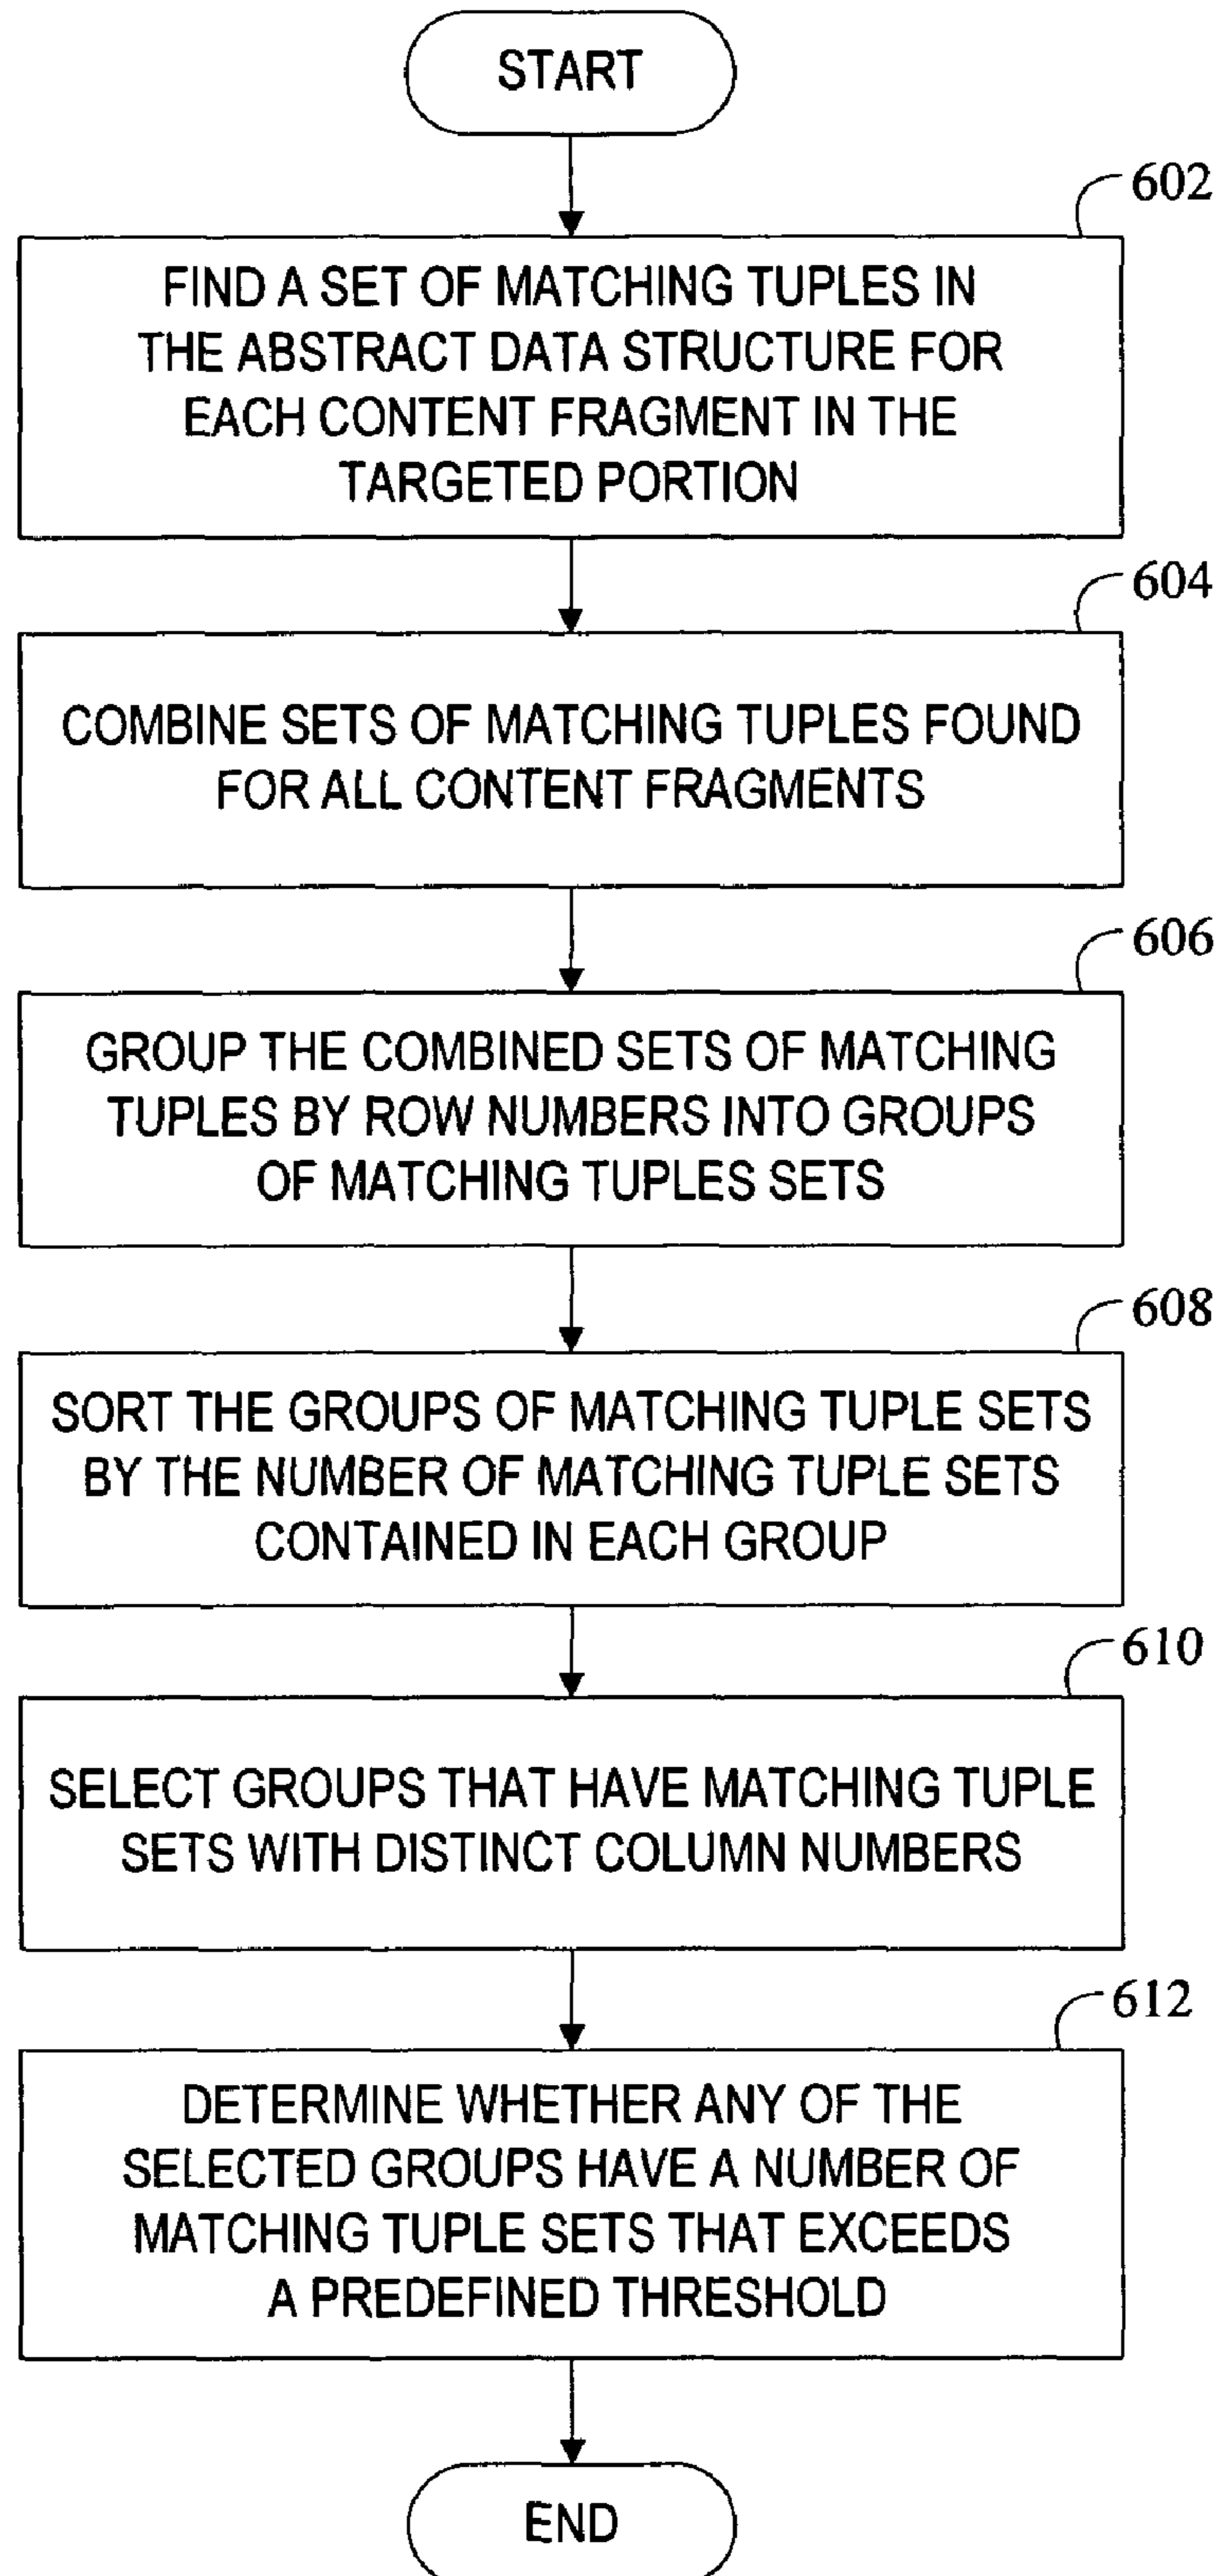 START
602
FIND A SET OF MATCHING TUPLES IN
THE ABSTRACT DATA STRUCTURE FOR
EACH CONTENT FRAGMENT IN THE
TARGETED PORTION
604
COMBINE SETS OF MATCHING TUPLES FOUND
FOR ALL CONTENT FRAGMENTS
606
GROUP THE COMBINED SETS OF MATCHING
TUPLES BY ROW NUMBERS INTO GROUPS
OF MATCHING TUPLES SETS
608
SORT THE GROUPS OF MATCHING TUPLE SETS
BY THE NUMBER OF MATCHING TUPLE SETS
CONTAINED IN EACH GROUP
610
SELECT GROUPS THAT HAVE MATCHING TUPLE
SETS WITH DISTINCT COLUMN NUMBERS
612
DETERMINE WHETHER ANY OF THE
SELECTED GROUPS HAVE A NUMBER OF
MATCHING TUPLE SETS THAT EXCEEDS
A PREDEFINED THRESHOLD
END